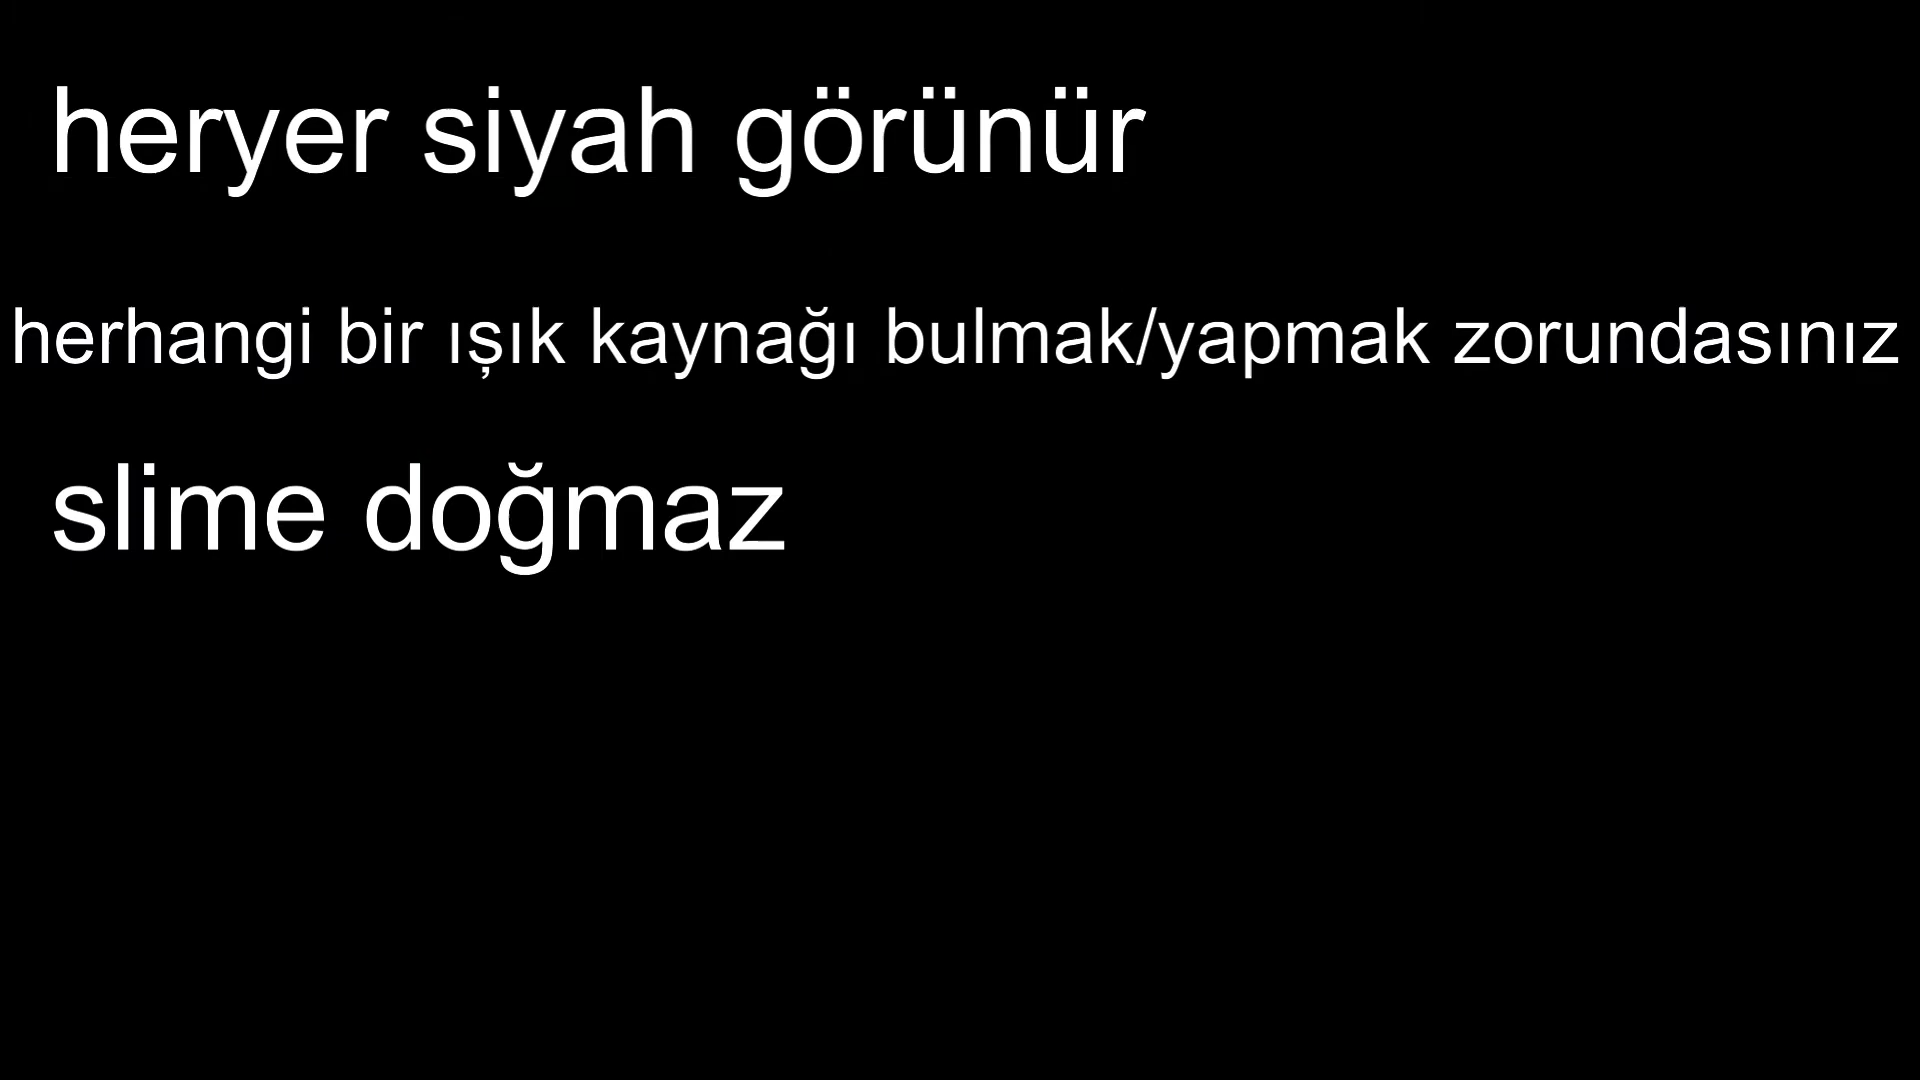 heryer siyah görünür
herhangi bir ışık kaynağı bulmak/yapmak zorundasınız
slime doğmaz